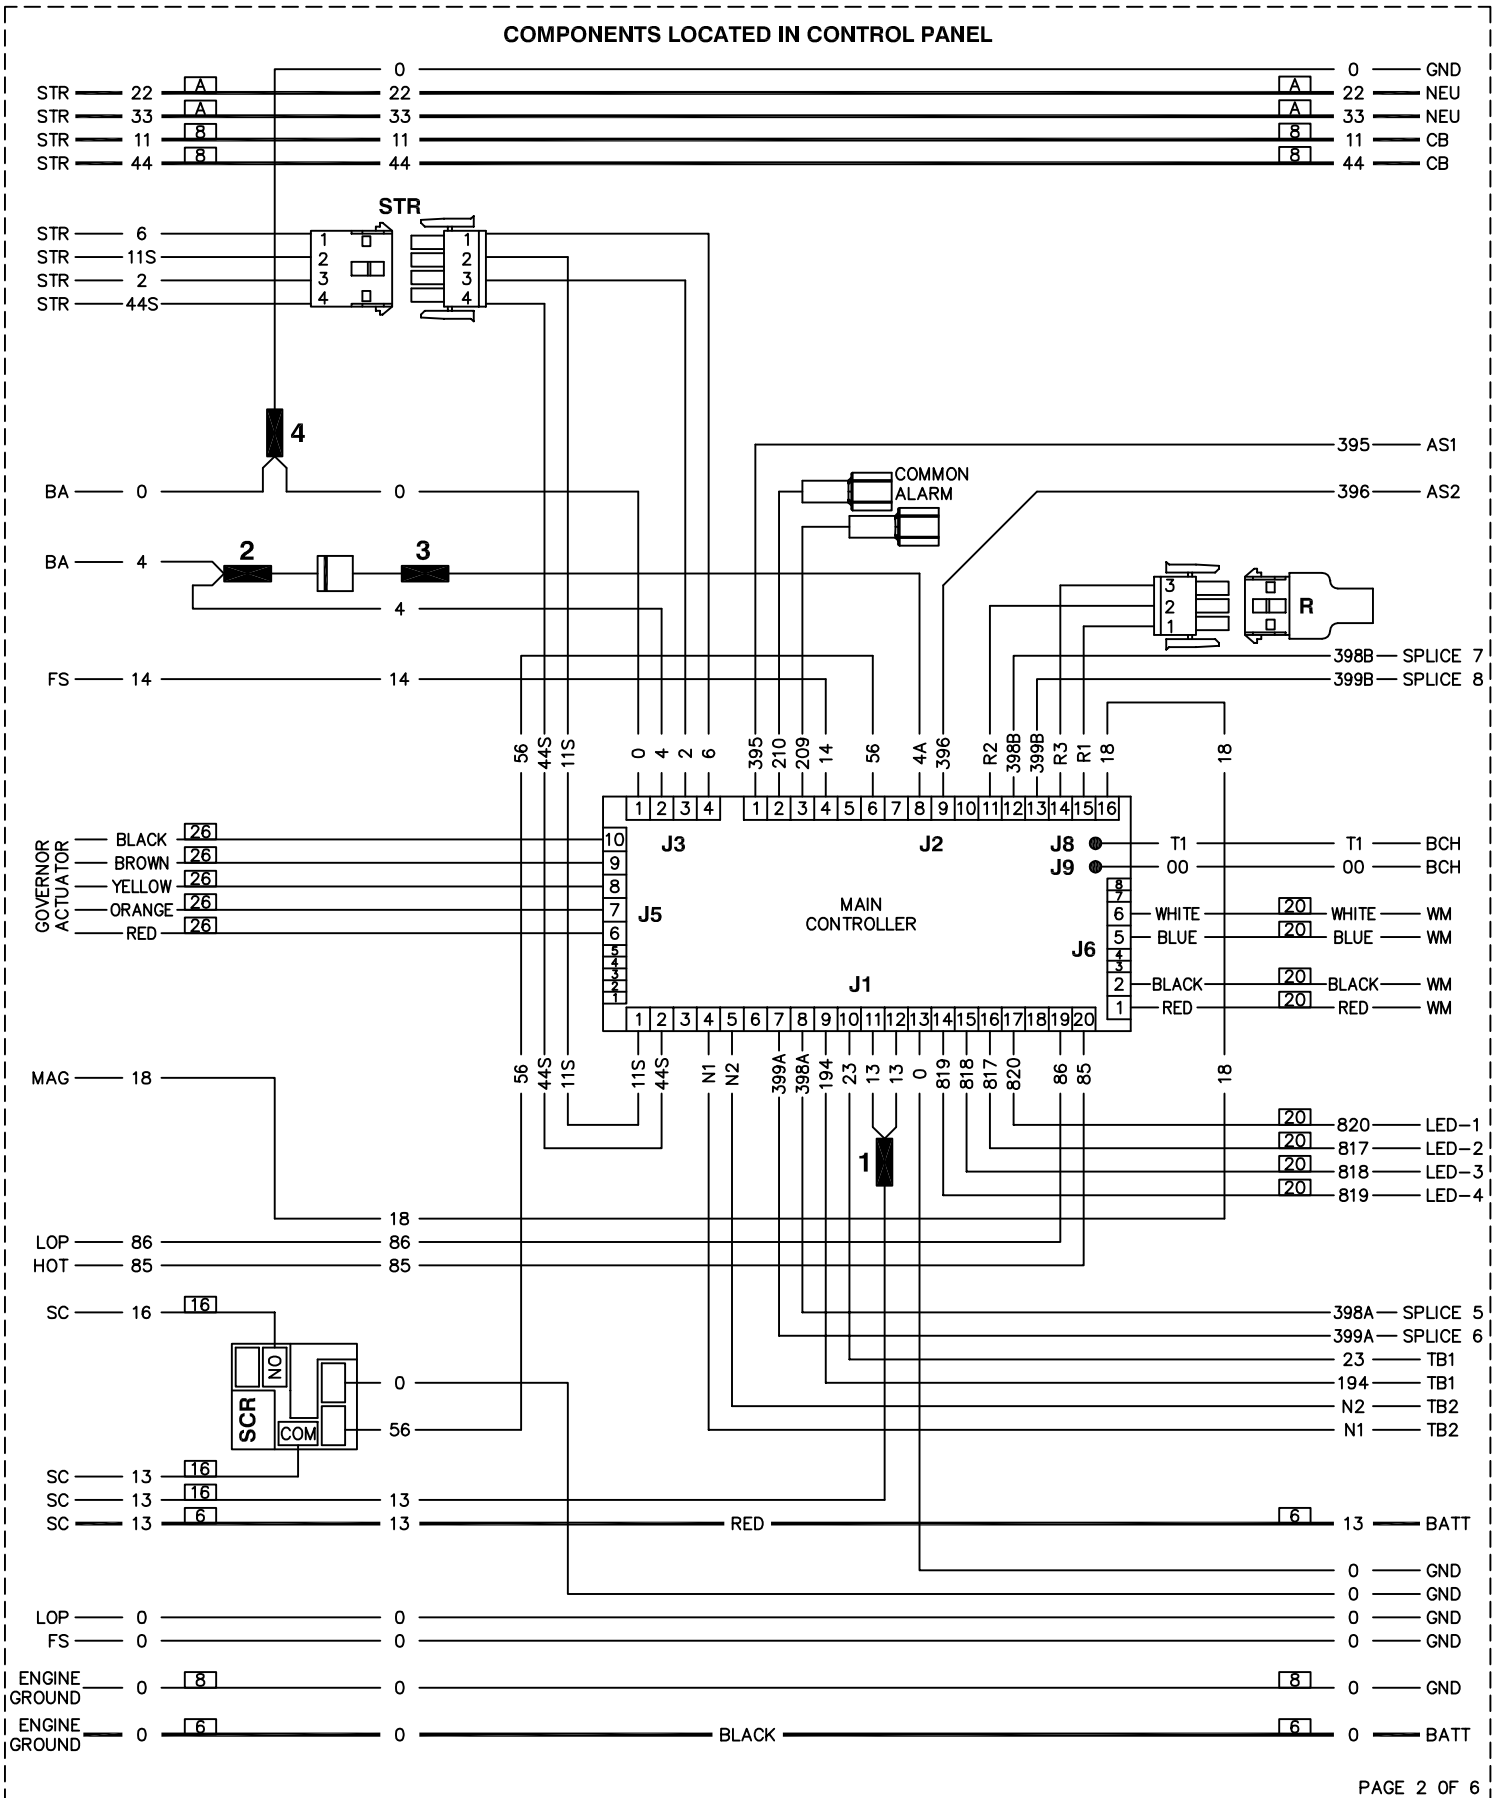 COMPONENTS LOCATED IN CONTROL PANEL
0 0 0 GND
STR 22 A 22 A 22 NEU
STR 33 A 33 A 33 NEU
STR 11 8 11 8 11 CB
STR 44 8 44 8 44 CB
STR
STR 6 1 1
STR 11S 2 2
STR 2 3 3
STR 44S 4 4
4
395 AS1
COMMON
ALARM
BA 0 0 396 AS2
2 3
BA 4
4
3
2 R
1
398B SPLICE 7
FS 14 14 399B SPLICE 8
56 44S 11S 0 4 2 6 395 210 209 14 56 4A 396 R2 398B 399B R3 R1 18 18
1 2 3 4 1 2 3 4 5 6 7 8 9 10 11 12 13 14 15 16
GOVERNOR
ACTUATOR
BLACK 26 10 J3 J2 J8 T1 T1 BCH
BROWN 26 9 J9 00 00 BCH
YELLOW 26 8 8
7
ORANGE 26 7 J5 MAIN
CONTROLLER 6 WHITE 20 WHITE WM
RED 26 6 5 BLUE 20 BLUE WM
5 J6 4
4 3
3 J1 2 BLACK 20 BLACK WM
2
1 1 RED 20 RED WM
1 2 3 4 5 6 7 8 9 10 11 12 13 14 15 16 17 18 19 20
56 44S 11S 11S 44S N1 N2 399A 398A 194 23 13 13 0 819 818 817 820 86 85 18
MAG 18
20 820 LED-1
20 817 LED-2
1 20 818 LED-3
20 819 LED-4
18
LOP 86 86
HOT 85 85
SC 16 16 398A SPLICE 5
399A SPLICE 6
NO 23 TB1
0 194 TB1
SCR N2 TB2
COM 56 N1 TB2
SC 13 16
SC 13 16 13
SC 13 6 13 RED 6 13 BATT
0 GND
0 GND
LOP 0 0 0 GND
FS 0 0 0 GND
ENGINE
GROUND 0 8 0 8 0 GND
ENGINE
GROUND 0 6 0 BLACK 6 0 BATT
PAGE 2 OF 6